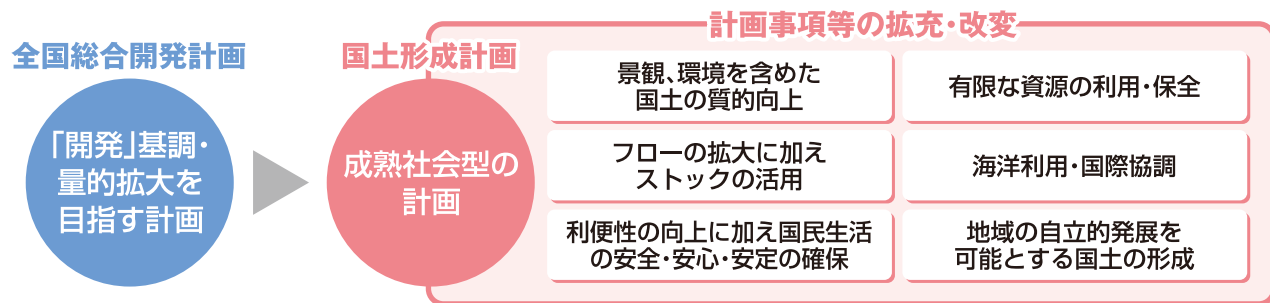 全国総合開発計画
「開発」基調・
量的拡大を
目指す計画
国土形成計画
成熟社会型の
計画
計画事項等の拡充・改変
景観、環境を含めた
国土の質的向上
有限な資源の利用・保全
フローの拡大に加え
ストックの活用
海洋利用・国際協調
利便性の向上に加え国民生活
の安全・安心・安定の確保
地域の自立的発展を
可能とする国土の形成